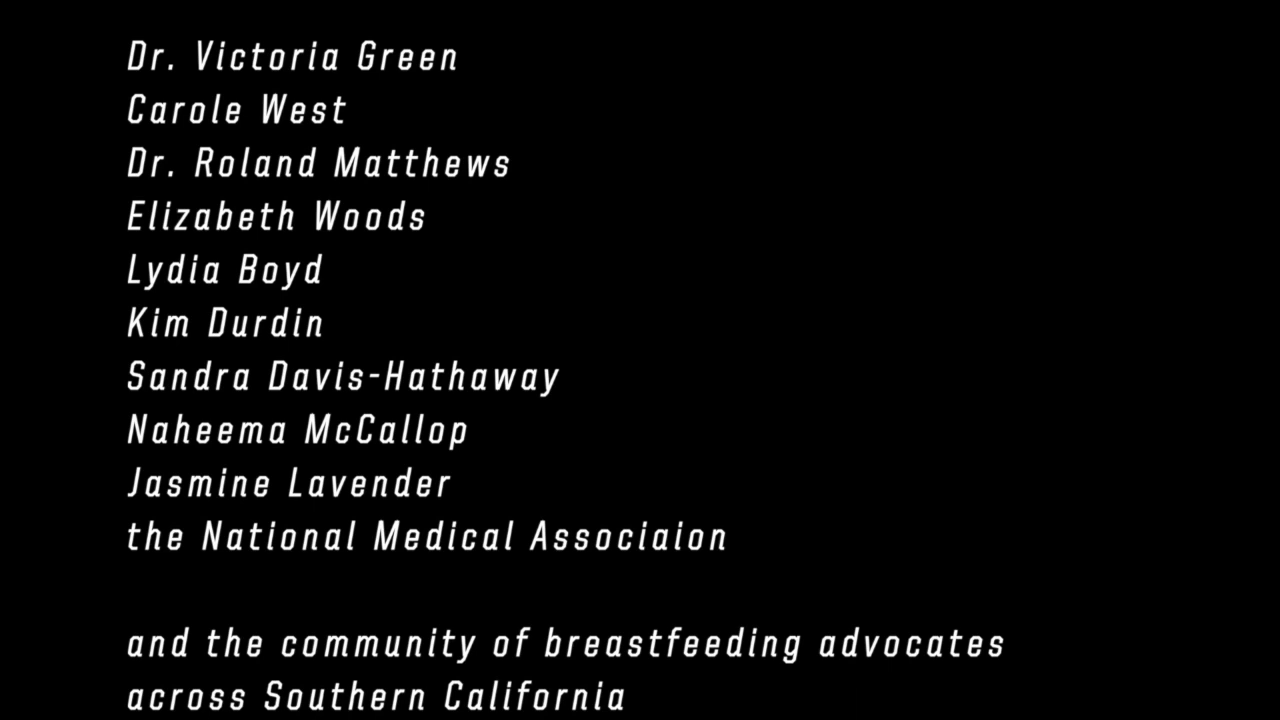 Dr. Victoria Green
Carole West
Dr. Roland Matthews
Elizabeth Woods
Lydia Boyd
Kim Durdin
Sandra Davis-Hathaway
Naheema McCallop
Jasmine Lavender
the National Medical Associaion
and the community of breastfeeding advocates
across Southern California